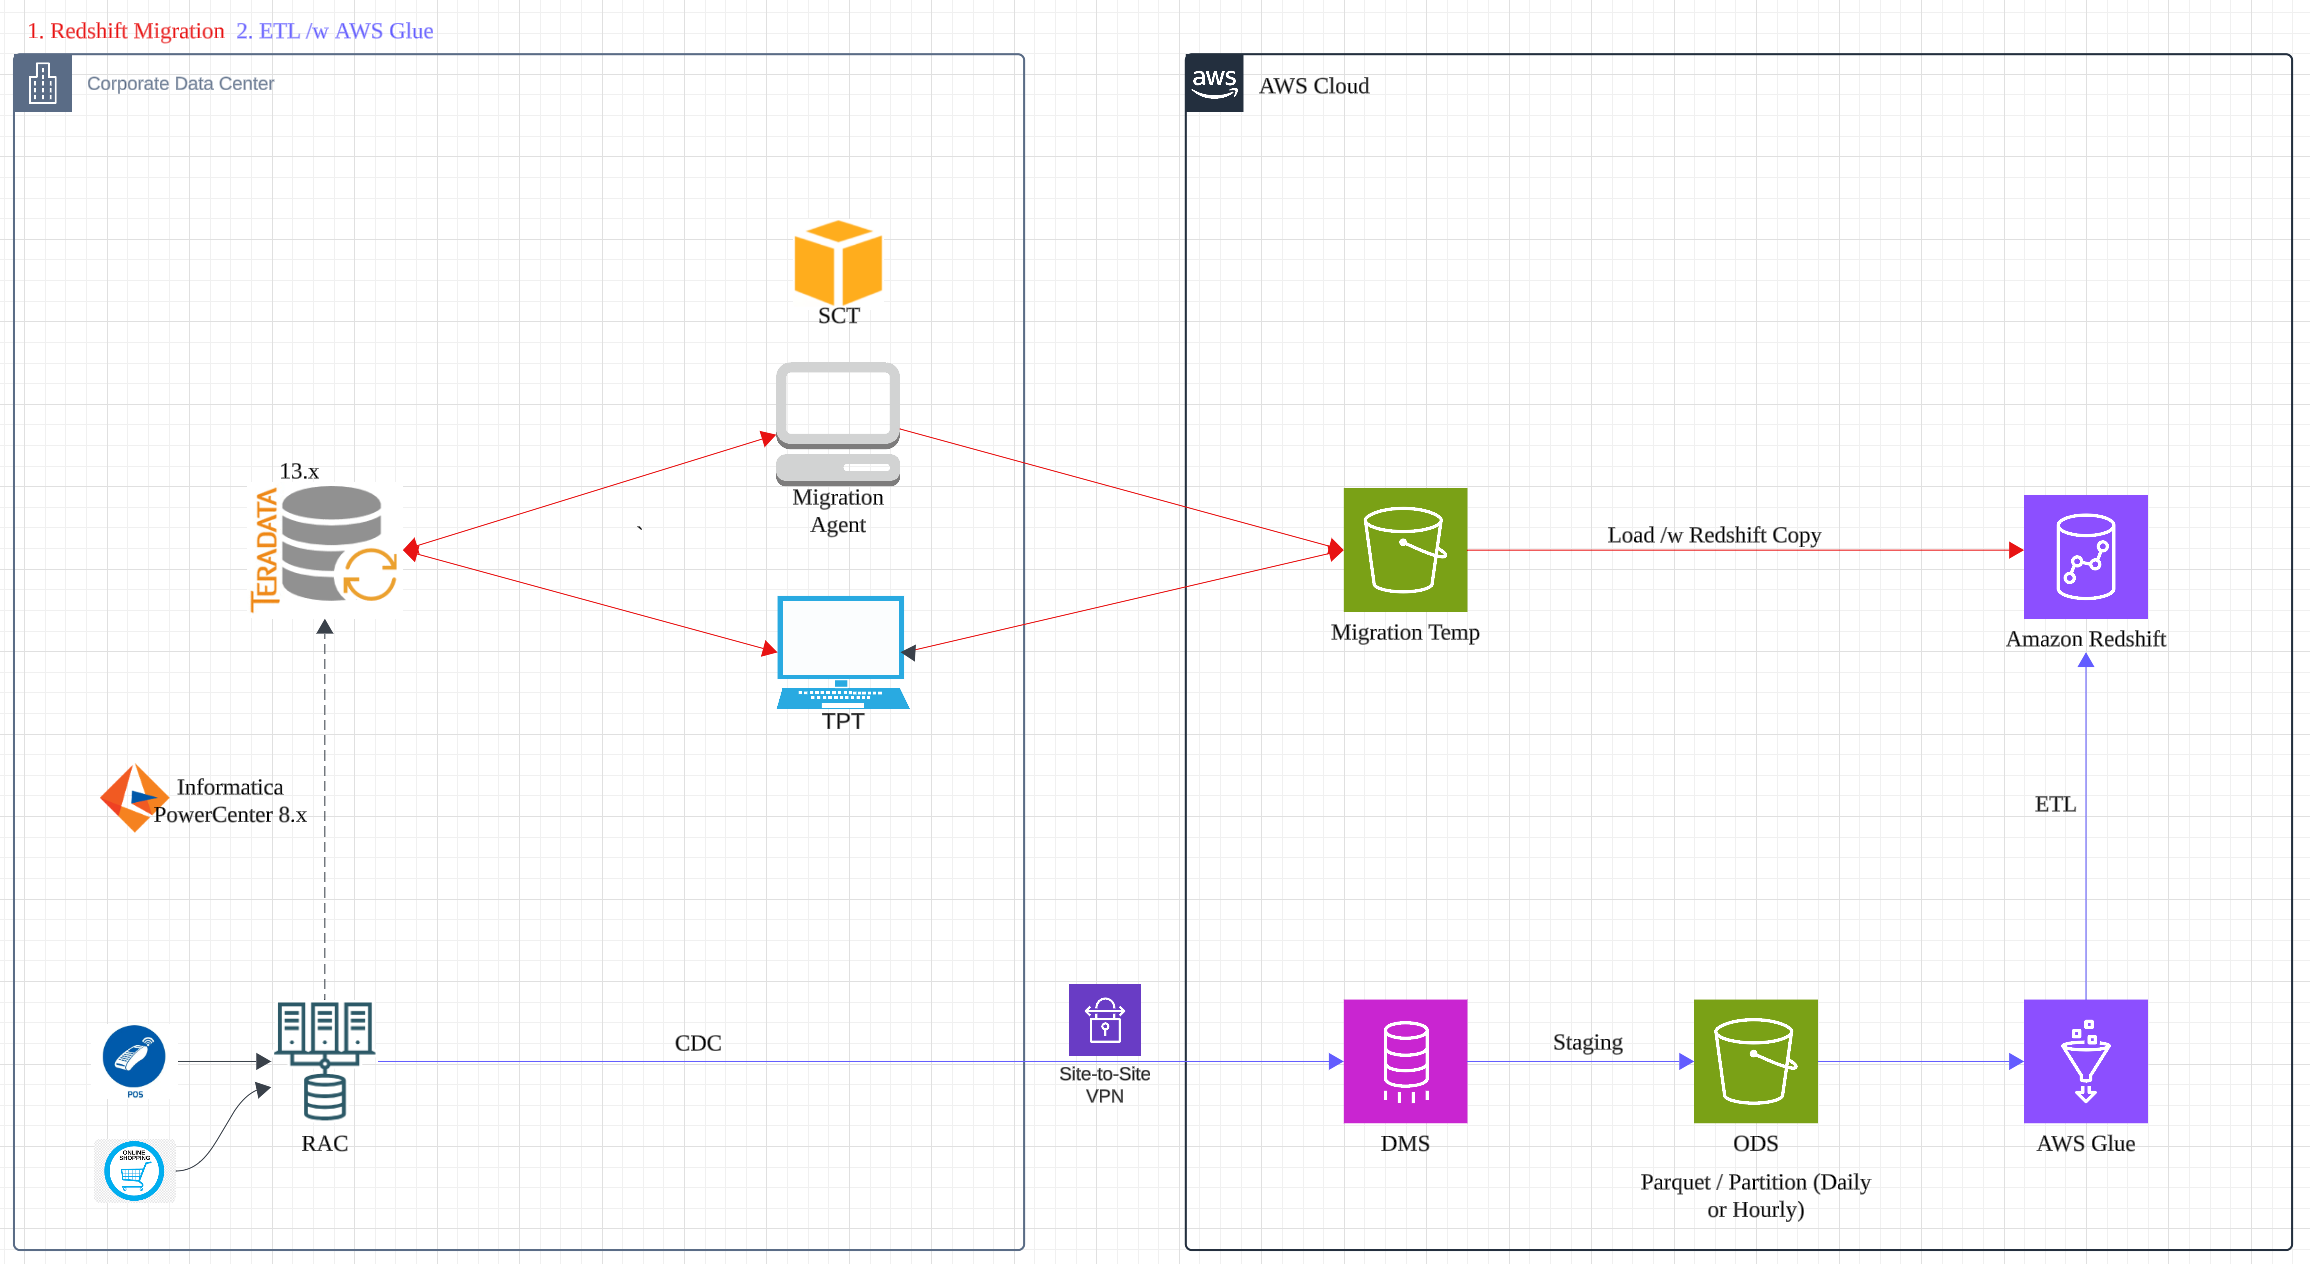 1. Redshift Migration 2. ETL /w AWS Glue
Corporate Data Center
aws
AWS Cloud
SCT
Migration
Agent
13.x
TERADATA
`
Load /w Redshift Copy
Migration Temp
Amazon Redshift
TPT
Informatica
PowerCenter 8.x
ETL
CDC
Site-to-Site
VPN
Staging
POS
RAC
DMS
ODS
AWS Glue
ONLINE
SHOPPING
Parquet / Partition (Daily
or Hourly)